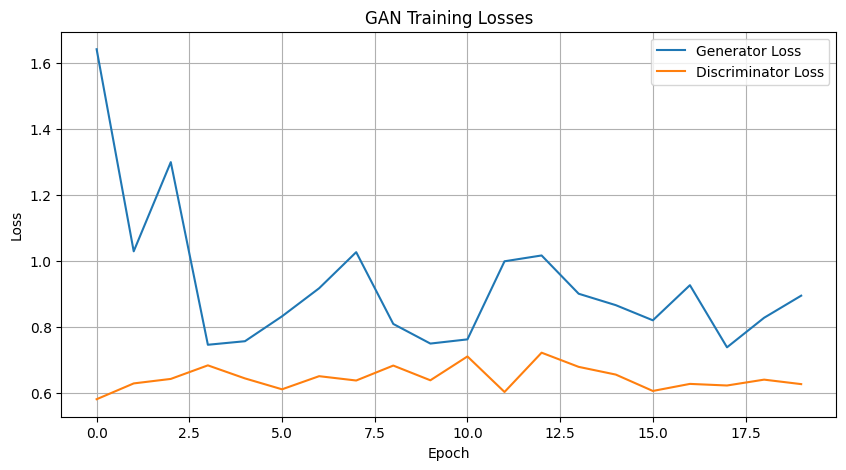 GAN Training Losses
Generator Loss
Discriminator Loss
Loss
1.6
1.4
1.2
1.0
0.8
0.6
0.0 2.5 5.0 7.5 10.0 12.5 15.0 17.5
Epoch